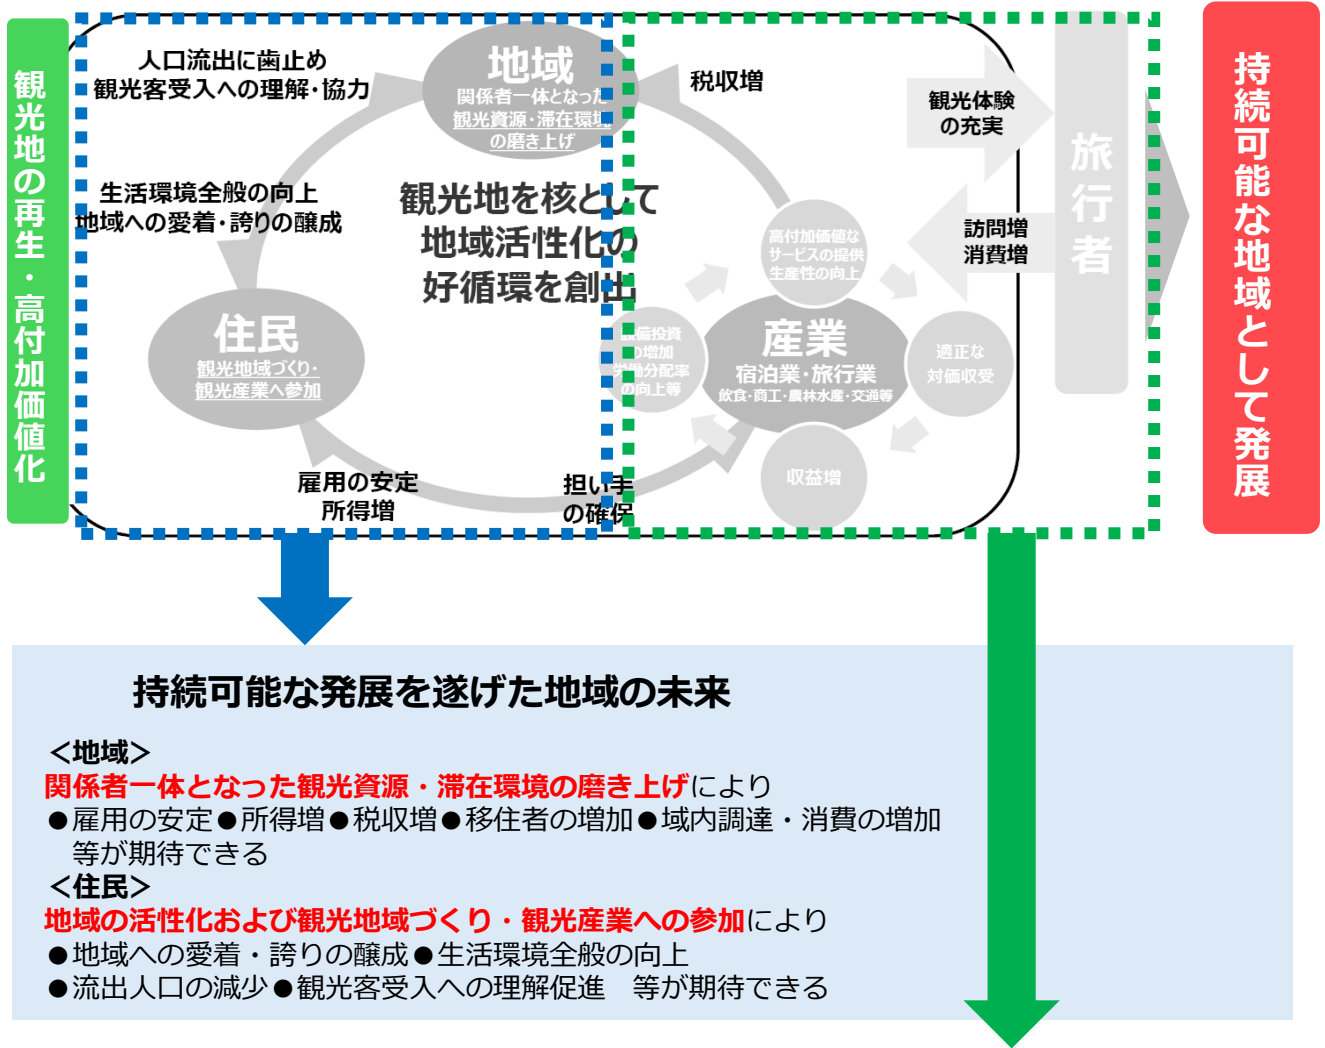 観光地の再生・高付加価値化
人口流出に歯止め
観光客受入への理解・協力
地域
関係者一体となった
観光資源・滞在環境
の磨き上げ
税収増
観光体験
の充実
旅行者
持続可能な地域として発展
生活環境全般の向上
地域への愛着・誇りの醸成
観光地を核として
地域活性化の
好循環を創出
訪問増
消費増
高付加価値な
サービスの提供
生産性の向上
住民
観光地域づくり・
観光産業へ参加
設備投資
の増加
労働分配率
の向上等
産業
宿泊業・旅行業
飲食・商工・農林水産・交通等
適正な
対価収受
収益増
雇用の安定
所得増
担い手
の確保
持続可能な発展を遂げた地域の未来
＜地域＞
関係者一体となった観光資源・滞在環境の磨き上げにより
●雇用の安定●所得増●税収増●移住者の増加●域内調達・消費の増加
等が期待できる
＜住民＞
地域の活性化および観光地域づくり・観光産業への参加により
●地域への愛着・誇りの醸成●生活環境全般の向上
●流出人口の減少●観光客受入への理解促進　等が期待できる